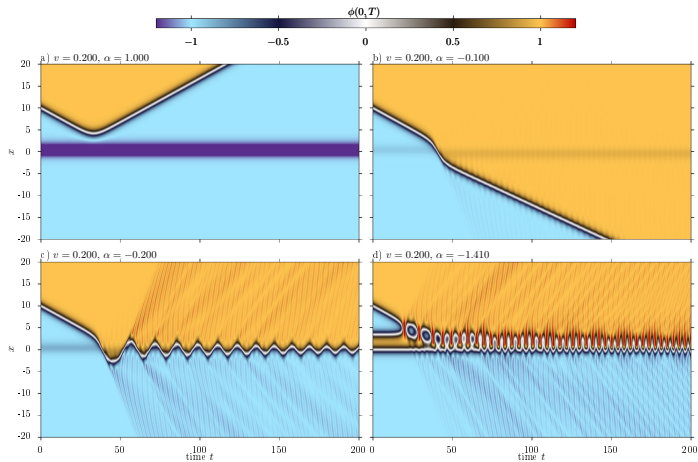 ϕ(0, T)
−1 −0.5 0 0.5 1
a) v = 0.200, α = 1.000
b) v = 0.200, α = −0.100
20
15
10
5
0
-5
-10
-15
-20
x
c) v = 0.200, α = −0.200
d) v = 0.200, α = −1.410
20
15
10
5
0
-5
-10
-15
-20
x
0 50 100 150 200
0 50 100 150 200
time t
time t